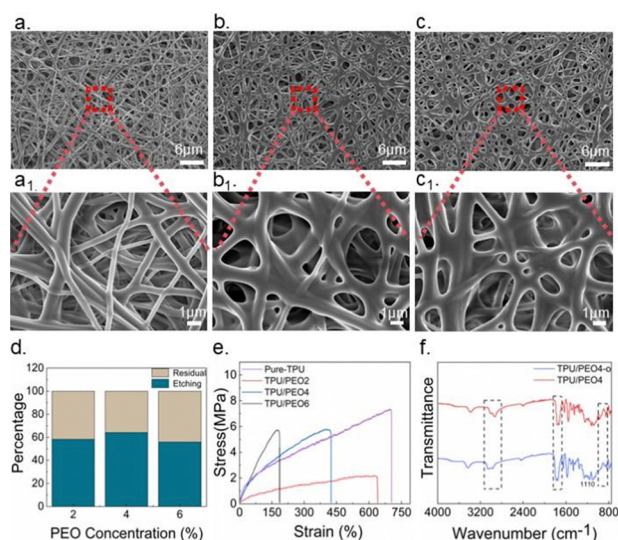 a.
b.
c.
6μm
6μm
6μm
a₁.
b₁.
c₁.
1μm
1μm
1μm
d.
e.
f.
120
100
80
60
40
20
0
Percentage
Residual
Etching
2 4 6
PEO Concentration (%)
12
10
8
6
4
2
0
Stress(MPa)
Pure-TPU
TPU/PEO2
TPU/PEO4
TPU/PEO6
0 150 300 450 600 750
Strain (%)
Transmittance
TPU/PEO4-o
TPU/PEO4
1110
4000 3200 2400 1600 800
Wavenumber (cm⁻¹)